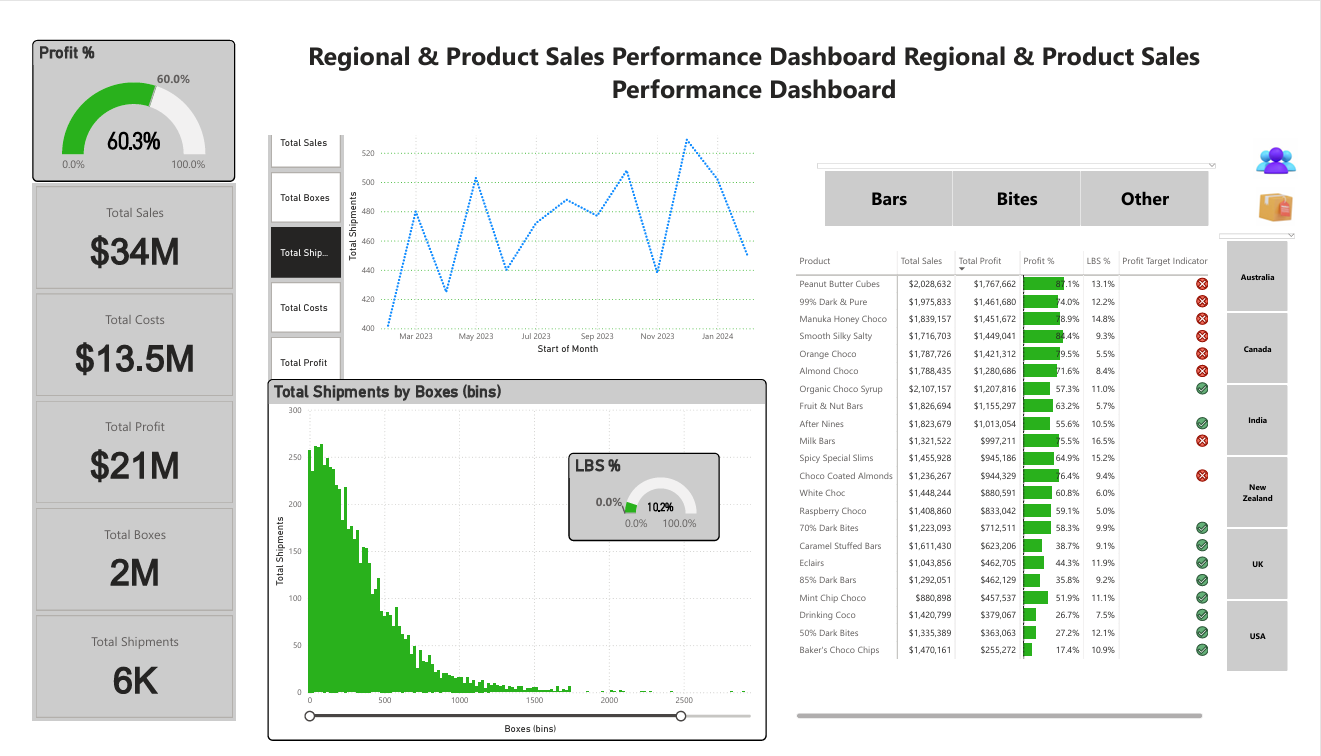 Regional & Product Sales Performance Dashboard Regional & Product Sales
Performance Dashboard
Profit %
60.0%
60.3%
0.0% 100.0%
Total Sales
$34M
Total Costs
$13.5M
Total Profit
$21M
Total Boxes
2M
Total Shipments
6K
Total Sales
Total Boxes
Total Ship...
Total Costs
Total Profit
Total Shipments
520
500
480
460
440
420
400
Mar 2023 May 2023 Jul 2023 Sep 2023 Nov 2023 Jan 2024
Start of Month
Total Shipments by Boxes (bins)
Total Shipments
300
250
200
150
100
50
0
0 500 1000 1500 2000 2500
Boxes (bins)
LBS %
0.0%
10.2%
0.0% 100.0%
Bars Bites Other
Product Total Sales Total Profit Profit % LBS % Profit Target Indicator
Peanut Butter Cubes $2,028,632 $1,767,662 87.1% 13.1%
99% Dark & Pure $1,975,833 $1,461,680 74.0% 12.2%
Manuka Honey Choco $1,839,157 $1,451,672 78.9% 14.8%
Smooth Silky Salty $1,716,703 $1,449,041 84.4% 9.3%
Orange Choco $1,787,726 $1,421,312 79.5% 5.5%
Almond Choco $1,788,435 $1,280,686 71.6% 8.4%
Organic Choco Syrup $2,107,157 $1,207,816 57.3% 11.0%
Fruit & Nut Bars $1,826,694 $1,155,297 63.2% 5.7%
After Nines $1,823,679 $1,013,054 55.6% 10.5%
Milk Bars $1,321,522 $997,211 75.5% 16.5%
Spicy Special Slims $1,455,928 $945,186 64.9% 15.2%
Choco Coated Almonds $1,236,267 $944,329 76.4% 9.4%
White Choc $1,448,244 $880,591 60.8% 6.0%
Raspberry Choco $1,408,860 $833,042 59.1% 5.0%
70% Dark Bites $1,223,093 $712,511 58.3% 9.9%
Caramel Stuffed Bars $1,611,430 $623,206 38.7% 9.1%
Eclairs $1,043,856 $462,705 44.3% 11.9%
85% Dark Bars $1,292,051 $462,129 35.8% 9.2%
Mint Chip Choco $880,898 $457,537 51.9% 11.1%
Drinking Coco $1,420,799 $379,067 26.7% 7.5%
50% Dark Bites $1,335,389 $363,063 27.2% 12.1%
Baker's Choco Chips $1,470,161 $255,272 17.4% 10.9%
Australia
Canada
India
New
Zealand
UK
USA